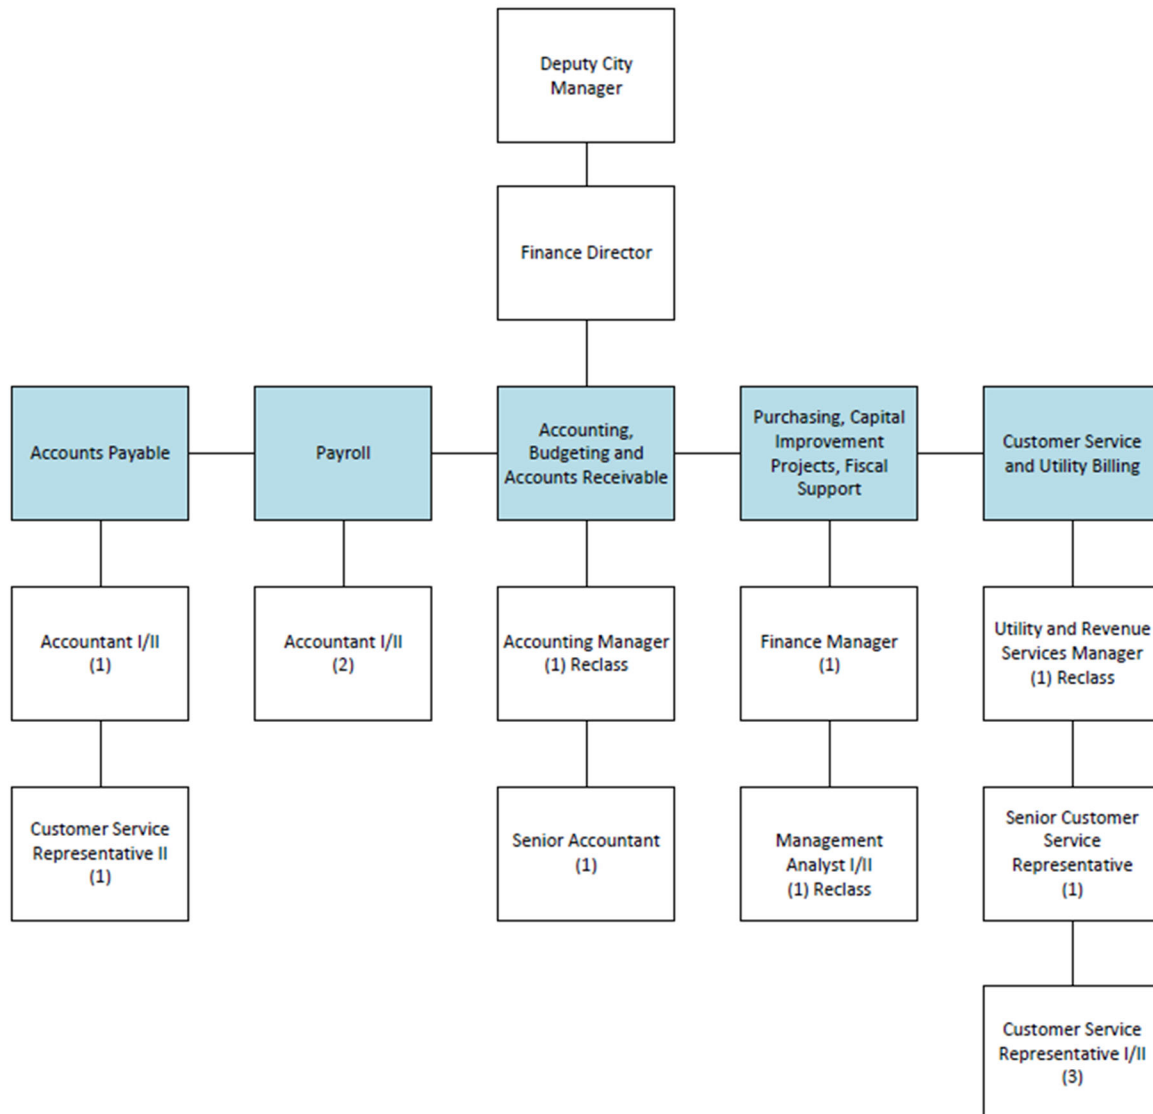 Deputy City
Manager
Finance Director
Accounts Payable
Payroll
Accounting,
Budgeting and
Accounts Receivable
Purchasing, Capital
Improvement
Projects, Fiscal
Support
Customer Service
and Utility Billing
Accountant I/II
(1)
Accountant I/II
(2)
Accounting Manager
(1) Reclass
Finance Manager
(1)
Utility and Revenue
Services Manager
(1) Reclass
Customer Service
Representative II
(1)
Senior Accountant
(1)
Management
Analyst I/II
(1) Reclass
Senior Customer
Service
Representative
(1)
Customer Service
Representative I/II
(3)